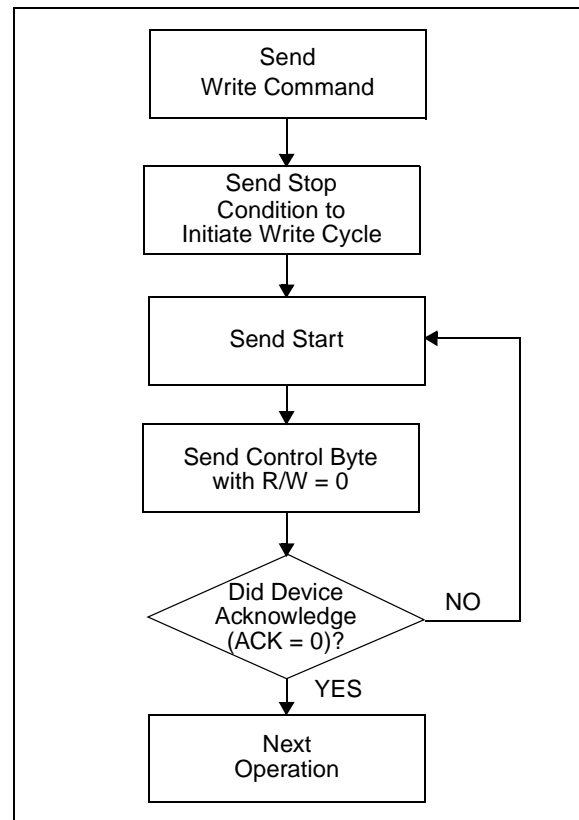 Send
Write Command
Send Stop
Condition to
Initiate Write Cycle
Send Start
Send Control Byte
with R/W = 0
Did Device
Acknowledge
(ACK = 0)?
NO
YES
Next
Operation